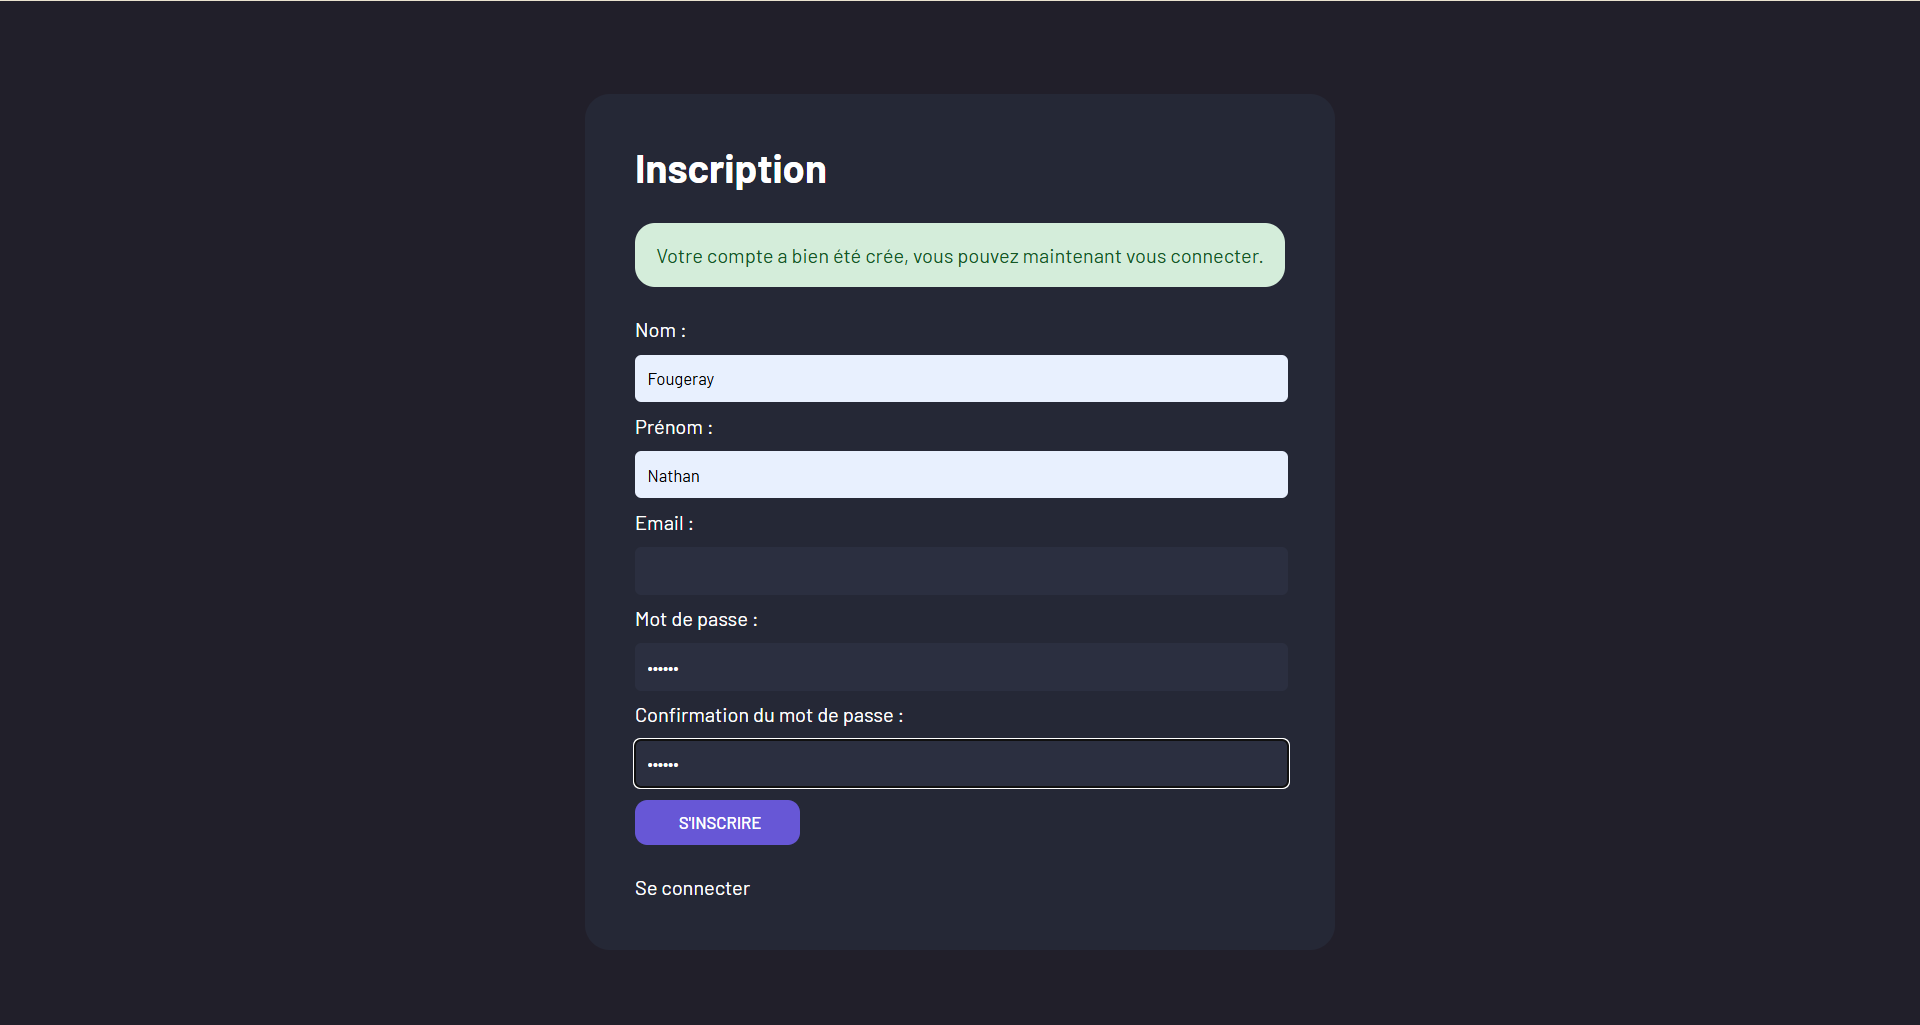 Inscription
Votre compte a bien été crée, vous pouvez maintenant vous connecter.
Nom :
Fougeray
Prénom :
Nathan
Email :
Mot de passe :
••••••
Confirmation du mot de passe :
••••••
S'INSCRIRE
Se connecter